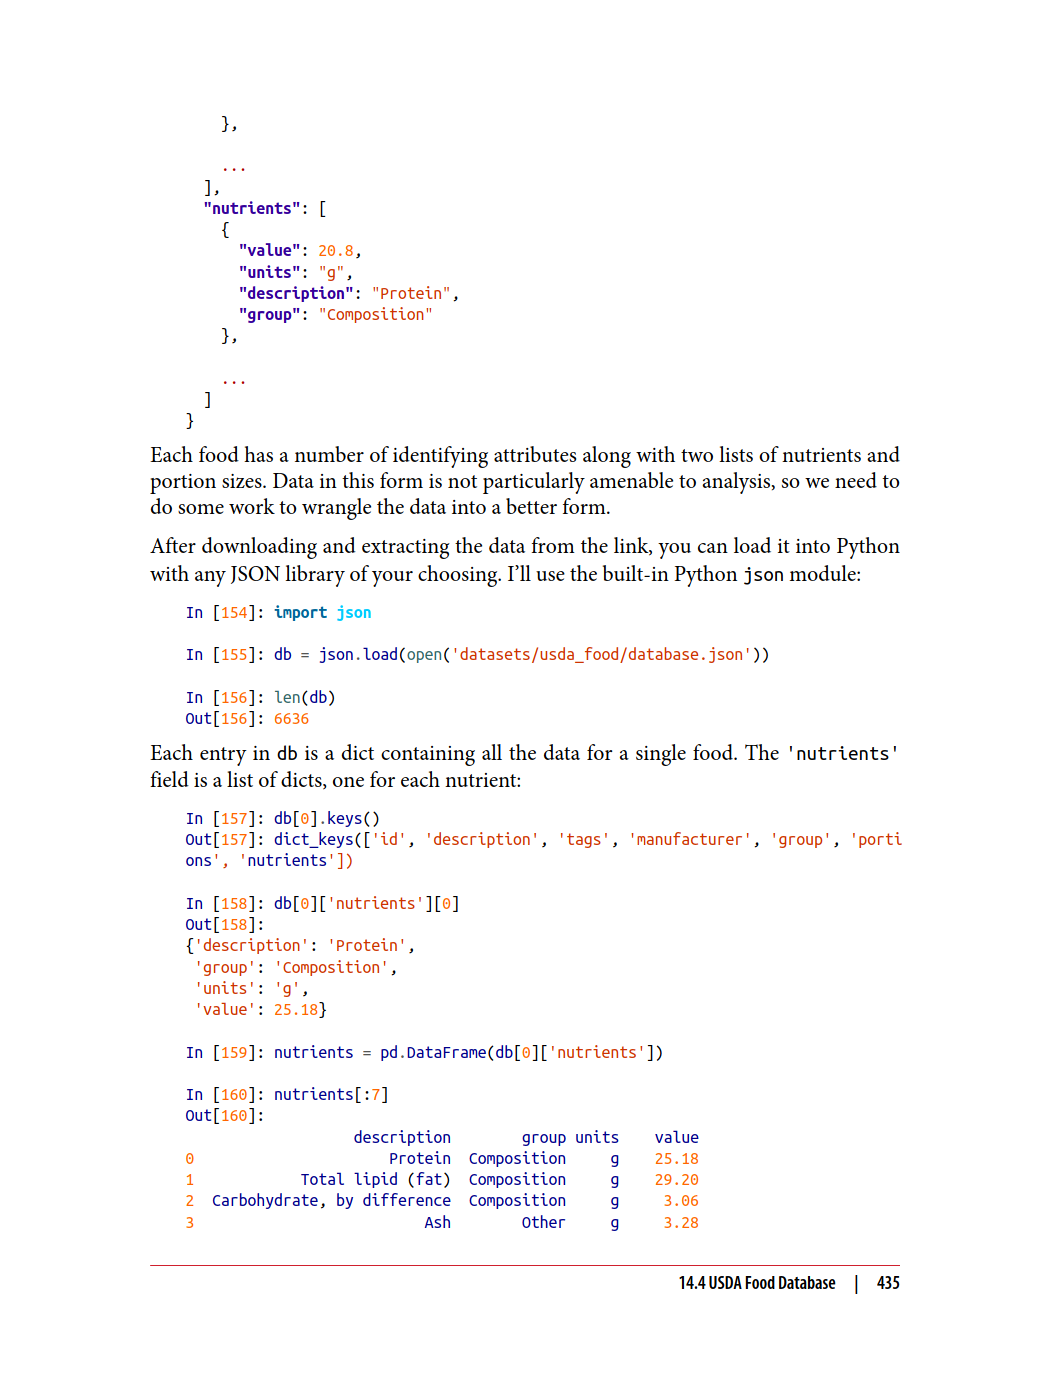 },
...
],
"nutrients": [
{
"value": 20.8,
"units": "g",
"description": "Protein",
"group": "Composition"
},
...
]
}
Each food has a number of identifying attributes along with two lists of nutrients and
portion sizes. Data in this form is not particularly amenable to analysis, so we need to
do some work to wrangle the data into a better form.
After downloading and extracting the data from the link, you can load it into Python
with any JSON library of your choosing. I’ll use the built-in Python json module:
In [154]: import json
In [155]: db = json.load(open('datasets/usda_food/database.json'))
In [156]: len(db)
Out[156]: 6636
Each entry in db is a dict containing all the data for a single food. The 'nutrients'
field is a list of dicts, one for each nutrient:
In [157]: db[0].keys()
Out[157]: dict_keys(['id', 'description', 'tags', 'manufacturer', 'group', 'porti
ons', 'nutrients'])
In [158]: db[0]['nutrients'][0]
Out[158]:
{'description': 'Protein',
'group': 'Composition',
'units': 'g',
'value': 25.18}
In [159]: nutrients = pd.DataFrame(db[0]['nutrients'])
In [160]: nutrients[:7]
Out[160]:
description group units value
0 Protein Composition g 25.18
1 Total lipid (fat) Composition g 29.20
2 Carbohydrate, by difference Composition g 3.06
3 Ash Other g 3.28
14.4 USDA Food Database | 435